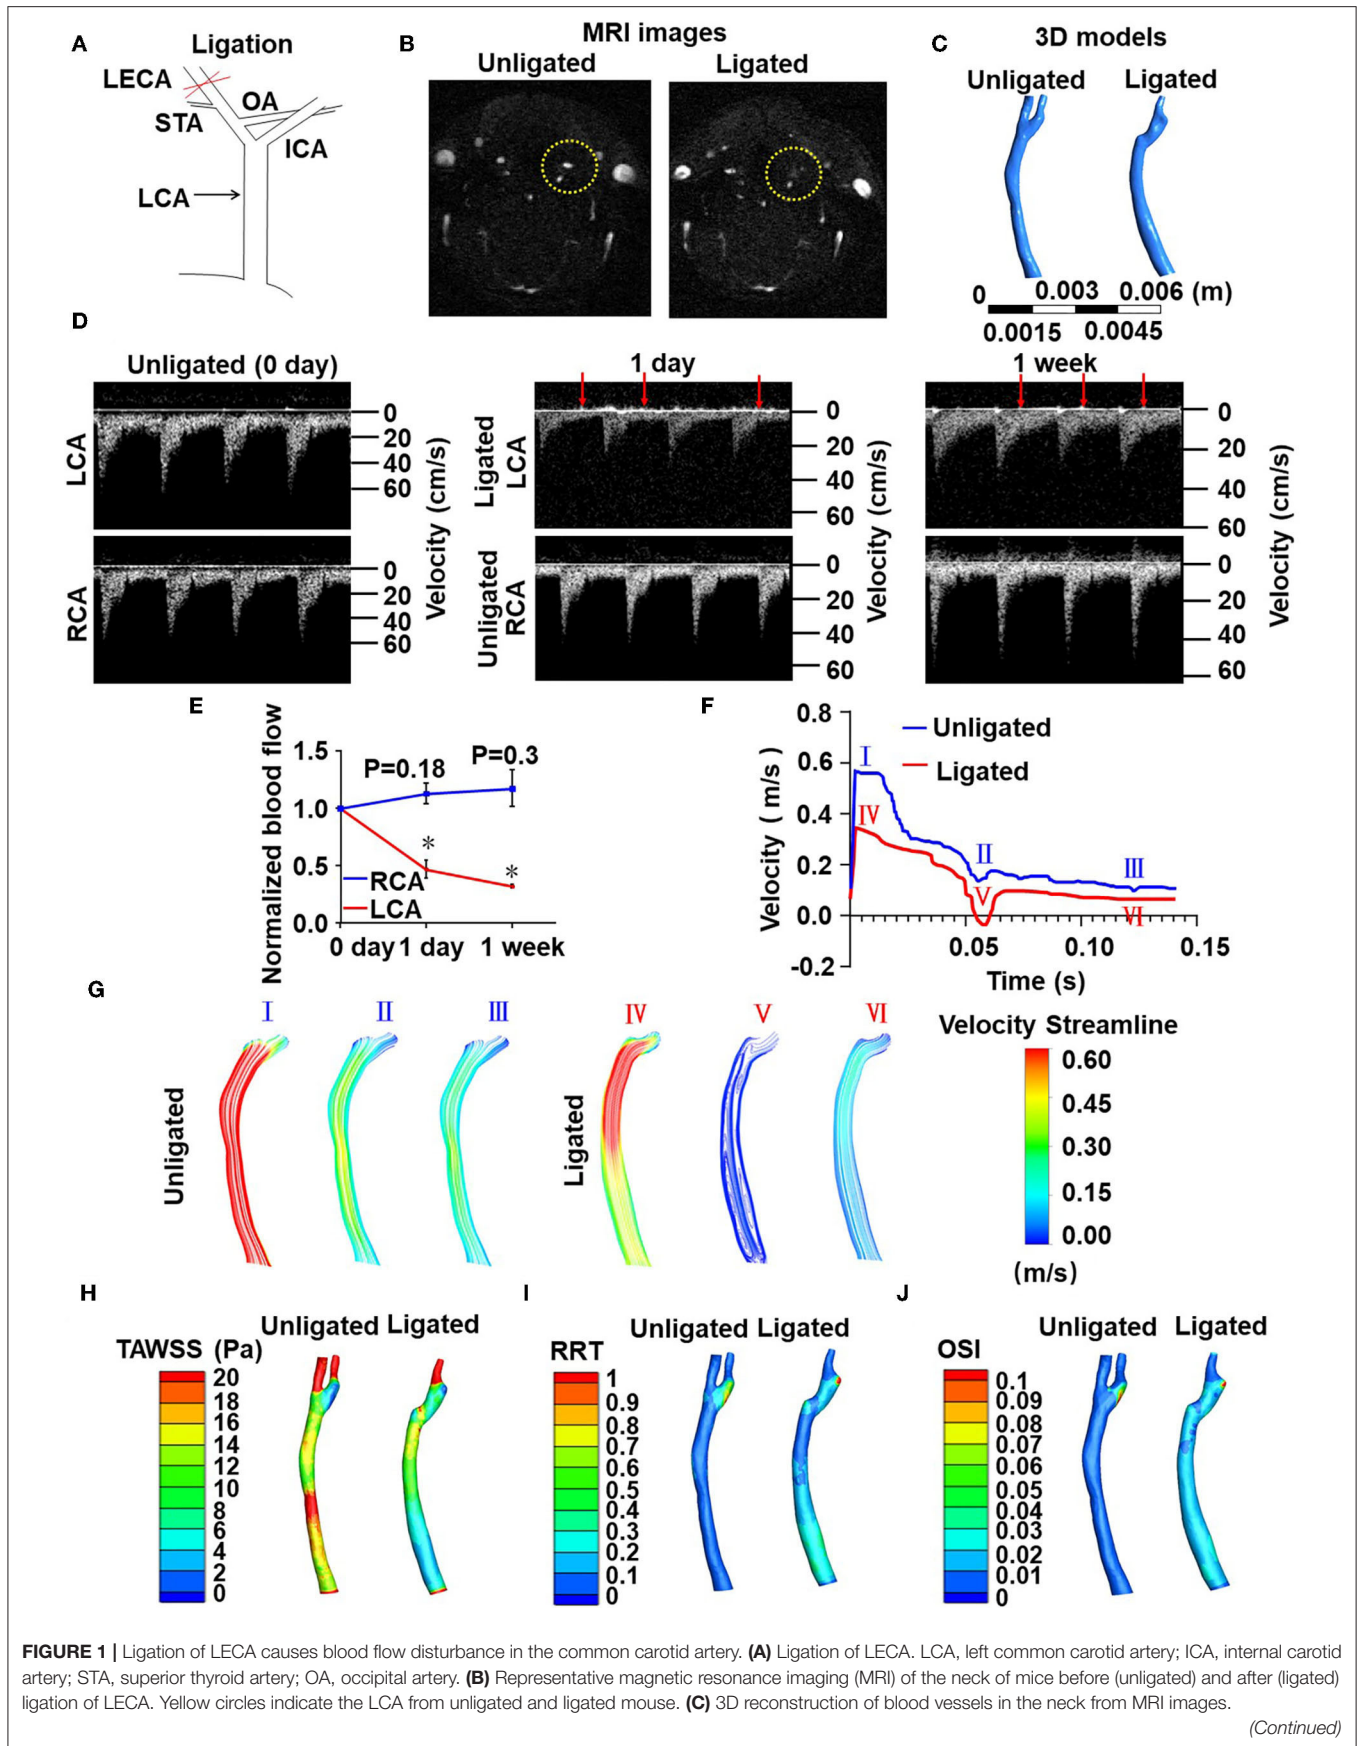 A
Ligation
LECA
OA
STA
ICA
LCA
B
MRI images
Unligated
Ligated
C
3D models
Unligated
Ligated
0
0.003
0.006 (m)
0.0015
0.0045
D
Unligated (0 day)
1 day
1 week
LCA
0
20
40
60
Velocity (cm/s)
RCA
0
20
40
60
Ligated
LCA
0
20
40
60
Velocity (cm/s)
Unligated
RCA
0
20
40
60
0
20
40
60
Velocity (cm/s)
0
20
40
60
E
Normalized blood flow
1.5
1.0
0.5
0.0
P=0.18
P=0.3
*
*
RCA
LCA
0 day
1 day
1 week
F
Velocity ( m/s )
0.8
0.6
0.4
0.2
0.0
-0.2
Unligated
Ligated
I
II
III
IV
V
VI
0.05
0.10
0.15
Time (s)
G
I
II
III
IV
V
VI
Unligated
Ligated
Velocity Streamline
0.60
0.45
0.30
0.15
0.00
(m/s)
H
Unligated
Ligated
TAWSS (Pa)
20
18
16
14
12
10
8
6
4
2
0
I
Unligated
Ligated
RRT
1
0.9
0.8
0.7
0.6
0.5
0.4
0.3
0.2
0.1
0
J
Unligated
Ligated
OSI
0.1
0.09
0.08
0.07
0.06
0.05
0.04
0.03
0.02
0.01
0
FIGURE 1 | Ligation of LECA causes blood flow disturbance in the common carotid artery. (A) Ligation of LECA. LCA, left common carotid artery; ICA, internal carotid
artery; STA, superior thyroid artery; OA, occipital artery. (B) Representative magnetic resonance imaging (MRI) of the neck of mice before (unligated) and after (ligated)
ligation of LECA. Yellow circles indicate the LCA from unligated and ligated mouse. (C) 3D reconstruction of blood vessels in the neck from MRI images.
(Continued)